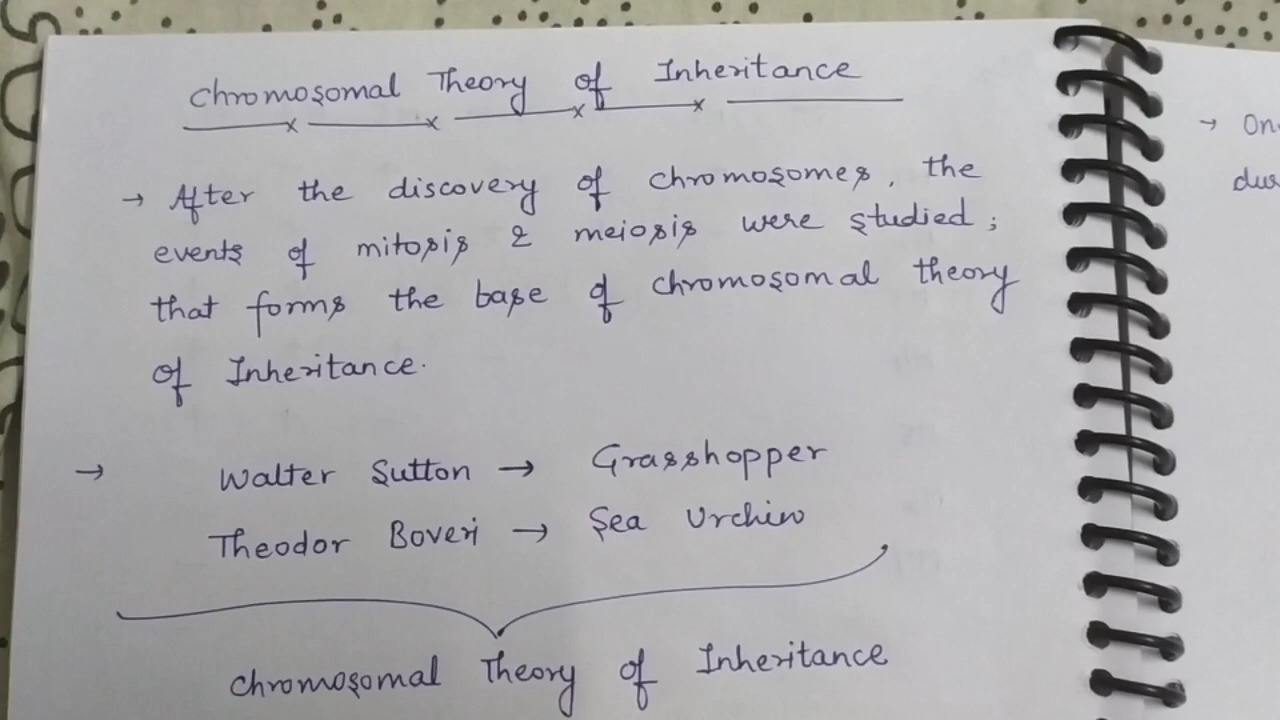 Chromosomal Theory of Inheritance
→ After the discovery of chromosomes, the
events of mitosis & meiosis were studied;
that forms the base of chromosomal theory
of Inheritance.
→ Walter Sutton → Grasshopper
Theodor Boveri → Sea Urchin
Chromosomal Theory of Inheritance
→ On